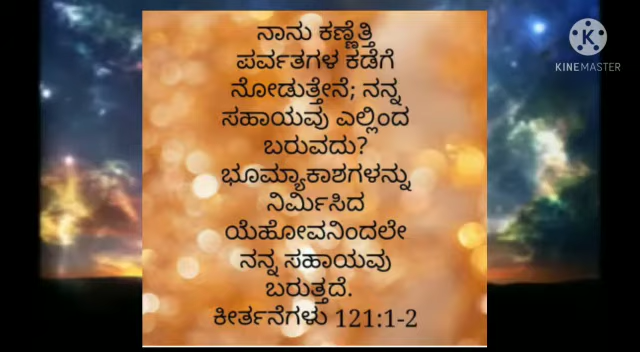 ನಾನು ಕಣ್ಣೆತ್ತಿ
ಪರ್ವತಗಳ ಕಡೆಗೆ
ನೋಡುತ್ತೇನೆ; ನನ್ನ
ಸಹಾಯವು ಎಲ್ಲಿಂದ
ಬರುವದು?
ಭೂಮ್ಯಾಕಾಶಗಳನ್ನು
ನಿರ್ಮಿಸಿದ
ಯೆಹೋವನಿಂದಲೇ
ನನ್ನ ಸಹಾಯವು
ಬರುತ್ತದೆ.
ಕೀರ್ತನೆಗಳು 121:1-2
K
KINEMASTER